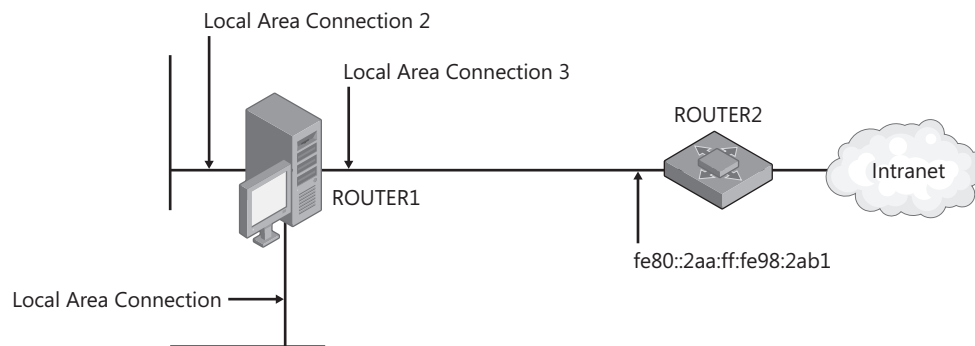 Local Area Connection 2
Local Area Connection 3
ROUTER2
Intranet
ROUTER1
fe80::2aa:ff:fe98:2ab1
Local Area Connection